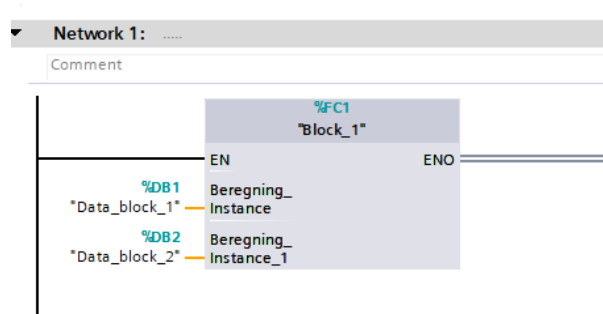 Network 1: .....
Comment
%FC1
"Block_1"
EN ENO
%DB1
"Data_block_1"
Beregning_
Instance
%DB2
"Data_block_2"
Beregning_
Instance_1